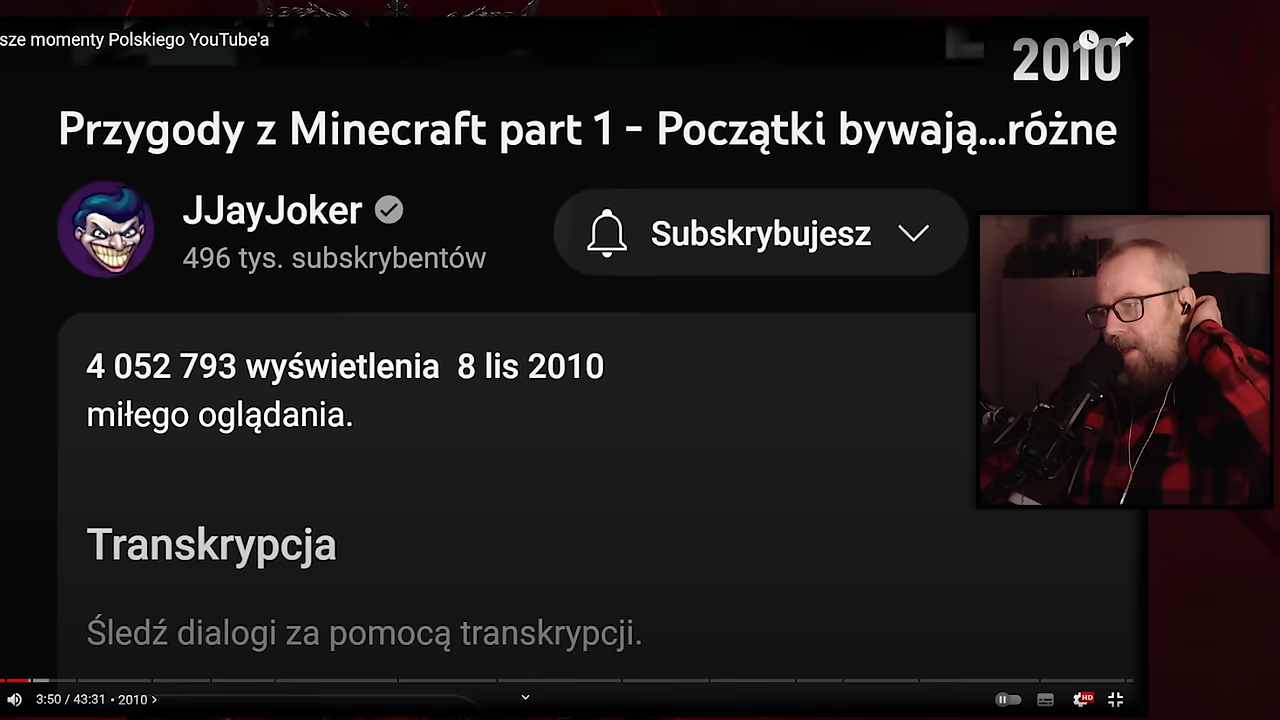 sze momenty Polskiego YouTube'a
2010
Przygody z Minecraft part 1 - Początki bywają...różne
JJayJoker
496 tys. subskrybentów
Subskrybujesz
4 052 793 wyświetlenia 8 lis 2010
miłego oglądania.
Transkrypcja
Śledź dialogi za pomocą transkrypcji.
3:50 / 43:31 • 2010
HD